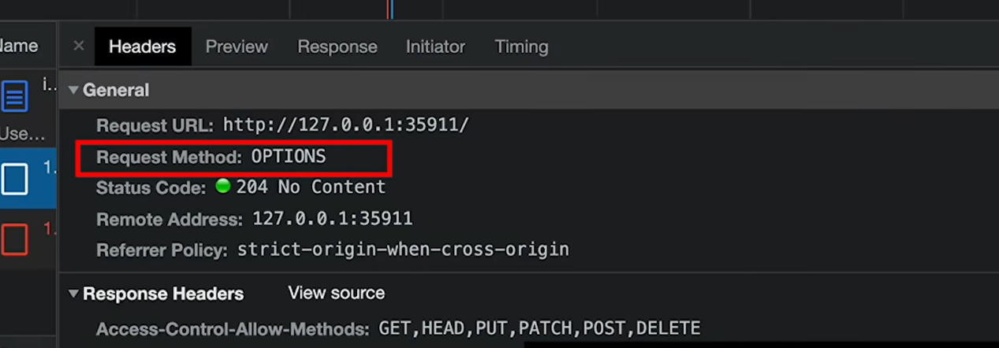 Name
Headers Preview Response Initiator Timing
i...
General
Request URL: http://127.0.0.1:35911/
Use...
Request Method: OPTIONS
1.
Status Code: 204 No Content
Remote Address: 127.0.0.1:35911
1.
Referrer Policy: strict-origin-when-cross-origin
Response Headers View source
Access-Control-Allow-Methods: GET,HEAD,PUT,PATCH,POST,DELETE